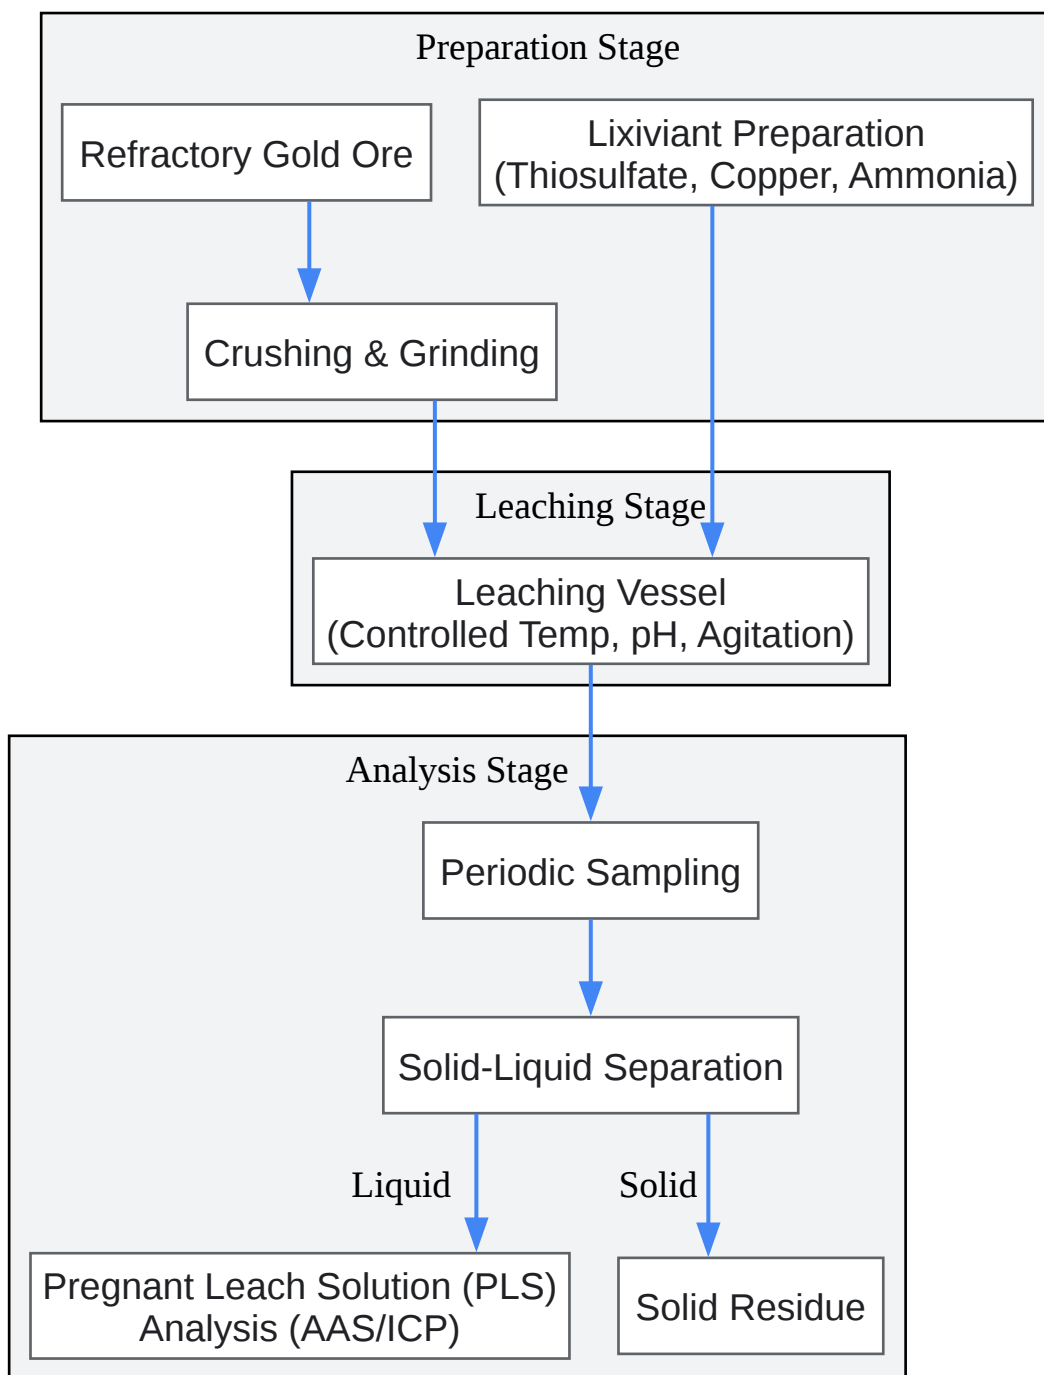 Preparation Stage
Refractory Gold Ore
Lixiviant Preparation
(Thiosulfate, Copper, Ammonia)
Crushing & Grinding
Leaching Stage
Leaching Vessel
(Controlled Temp, pH, Agitation)
Analysis Stage
Periodic Sampling
Solid-Liquid Separation
Liquid
Solid
Pregnant Leach Solution (PLS)
Analysis (AAS/ICP)
Solid Residue